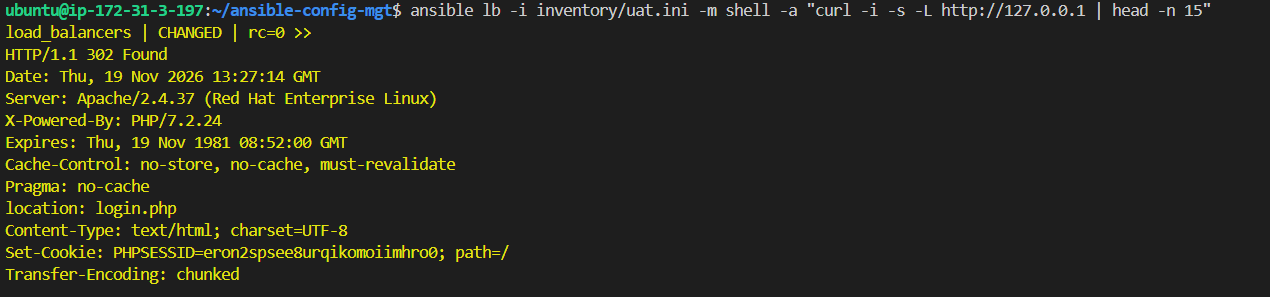 ubuntu@ip-172-31-3-197:~/ansible-config-mgt$ ansible lb -i inventory/uat.ini -m shell -a "curl -i -s -L http://127.0.0.1 | head -n 15"
load_balancers | CHANGED | rc=0 >>
HTTP/1.1 302 Found
Date: Thu, 19 Nov 2026 13:27:14 GMT
Server: Apache/2.4.37 (Red Hat Enterprise Linux)
X-Powered-By: PHP/7.2.24
Expires: Thu, 19 Nov 1981 08:52:00 GMT
Cache-Control: no-store, no-cache, must-revalidate
Pragma: no-cache
location: login.php
Content-Type: text/html; charset=UTF-8
Set-Cookie: PHPSESSID=eron2spsee8urqikomoiimhro0; path=/
Transfer-Encoding: chunked